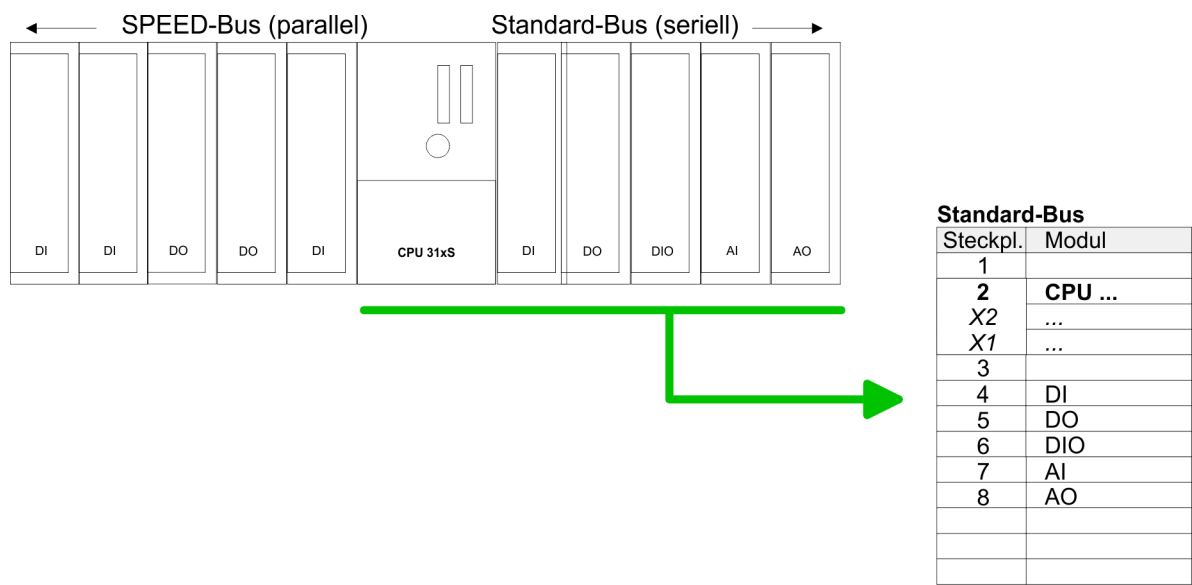 SPEED-Bus (parallel) Standard-Bus (seriell)
DI DI DO DO DI CPU 31xS DI DO DIO AI AO
Standard-Bus
Steckpl. Modul
1
2 CPU ...
X2 ...
X1 ...
3
4 DI
5 DO
6 DIO
7 AI
8 AO